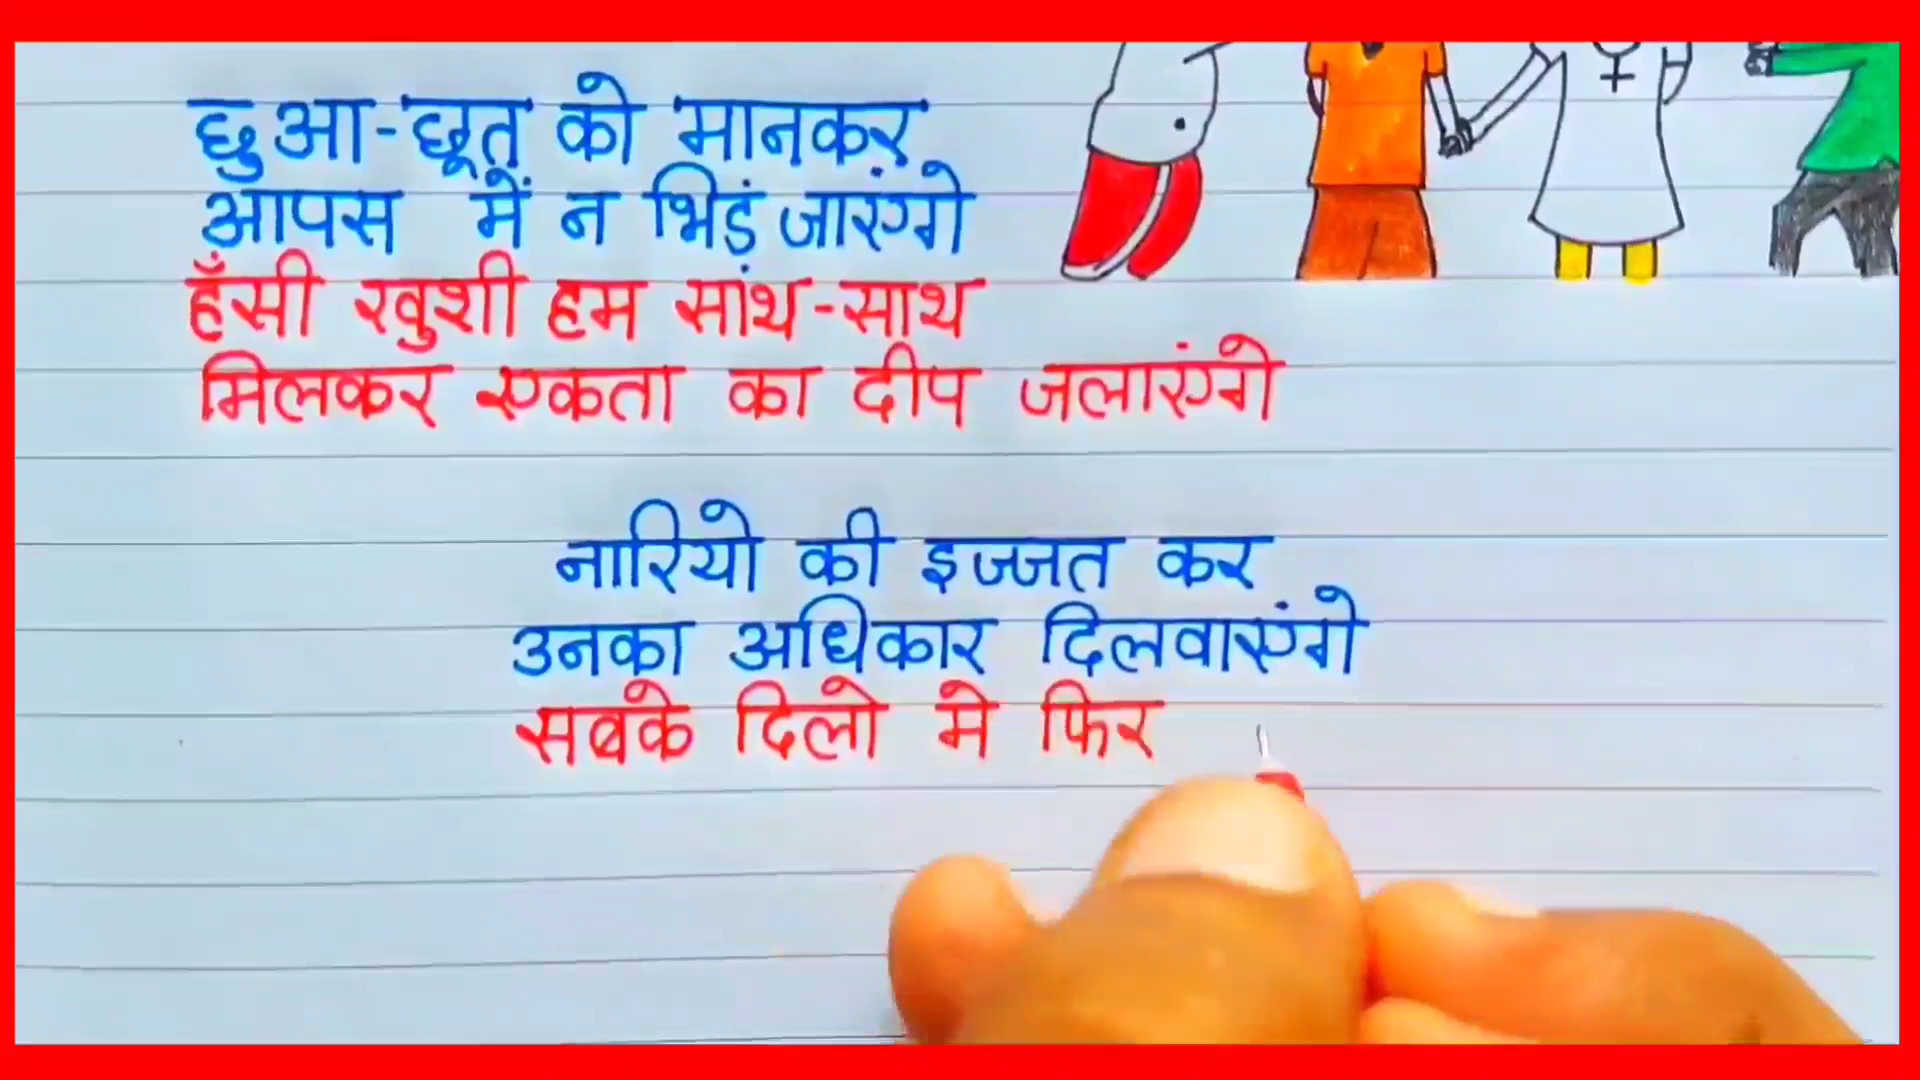 छुआ-छूत को मानकर
आपस में न भिडं जाएंगे
हँसी खुशी हम सांथ-साथ
मिलकर एकता का दीप जलाएंगे
नारियो की इज्जत कर
उनका अधिकार दिलवाएंगे
सबके दिलो मे फिर